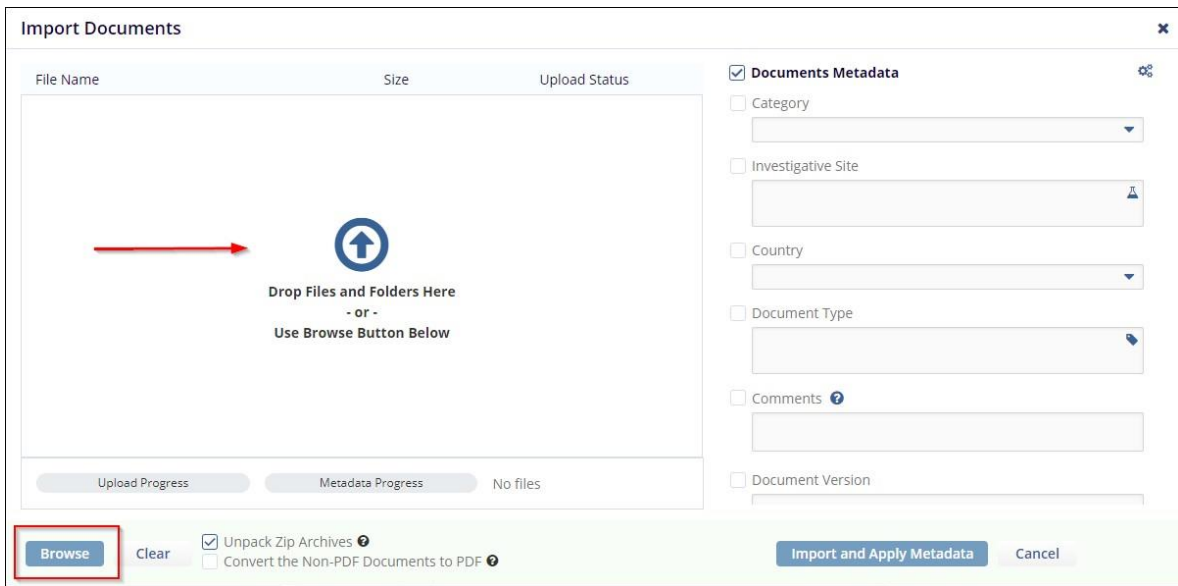 Import Documents
File Name Size Upload Status
Drop Files and Folders Here
- or -
Use Browse Button Below
Upload Progress Metadata Progress No files
Documents Metadata
Category
Investigative Site
Country
Document Type
Comments
Document Version
Browse Clear
Unpack Zip Archives
Convert the Non-PDF Documents to PDF
Import and Apply Metadata Cancel